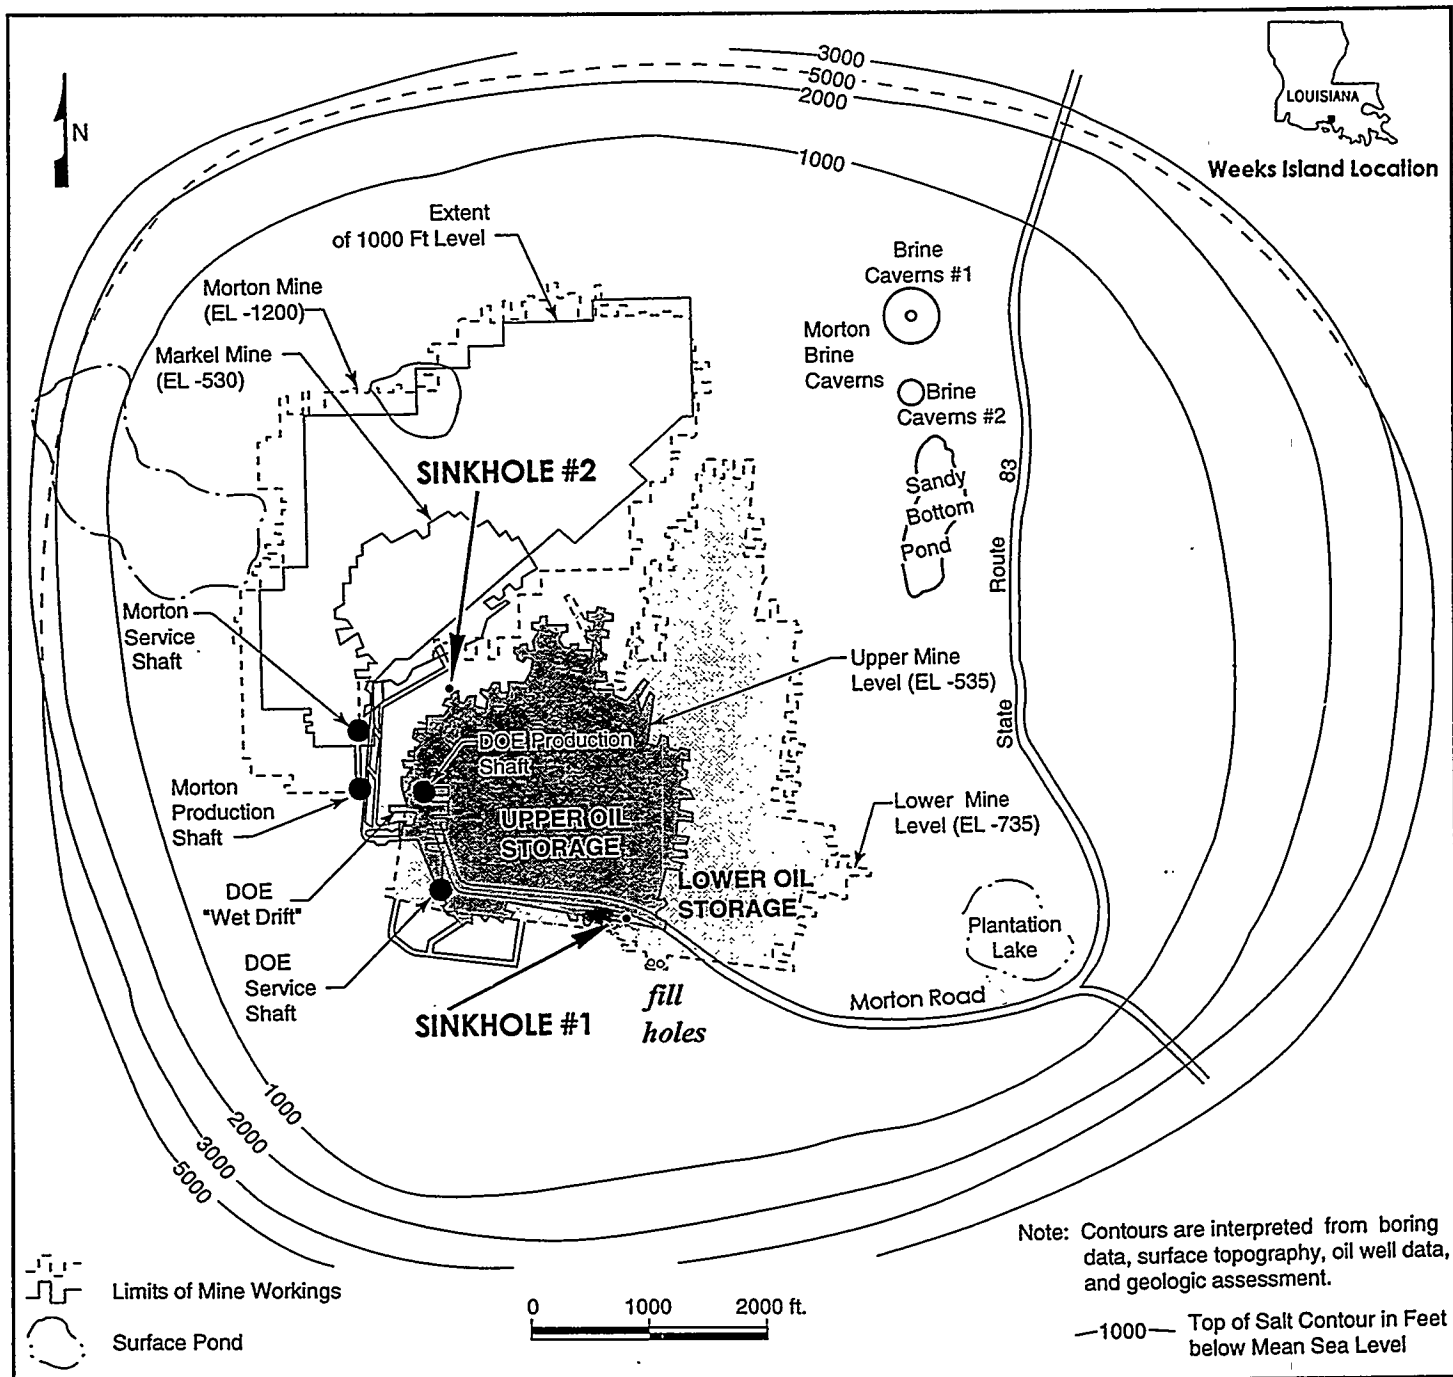 3000
5000
2000
1000
N
LOUISIANA
Weeks Island Location
Extent
of 1000 Ft Level
Morton Mine
(EL -1200)
Markel Mine
(EL -530)
Brine
Caverns #1
Morton
Brine
Caverns
Brine
Caverns #2
SINKHOLE #2
Sandy
Bottom
Pond
State Route 83
Morton
Service
Shaft
Upper Mine
Level (EL -535)
DOE Production
Shaft
Morton
Production
Shaft
UPPER OIL
STORAGE
Lower Mine
Level (EL -735)
LOWER OIL
STORAGE
DOE
"Wet Drift"
Plantation
Lake
DOE
Service
Shaft
SINKHOLE #1
fill
holes
Morton Road
1000
2000
3000
5000
Limits of Mine Workings
Surface Pond
0 1000 2000 ft.
Note: Contours are interpreted from boring
data, surface topography, oil well data,
and geologic assessment.
1000 Top of Salt Contour in Feet
below Mean Sea Level